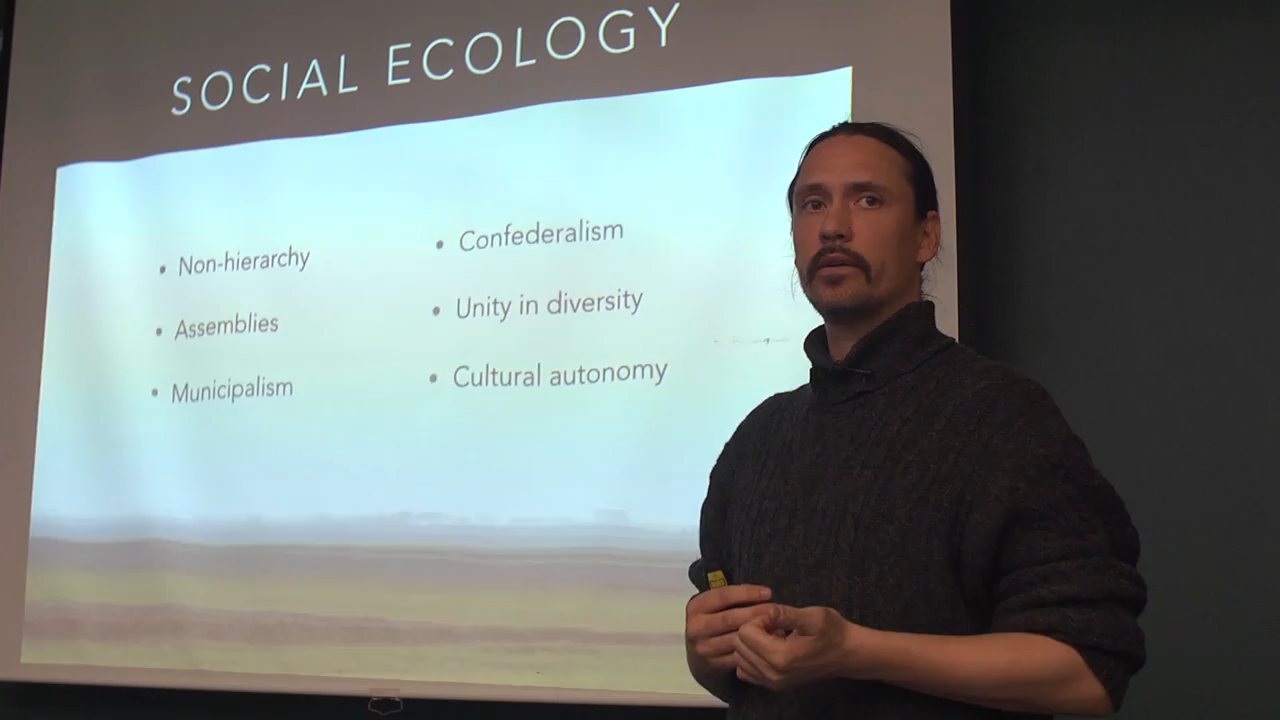 SOCIAL ECOLOGY
• Non-hierarchy
• Assemblies
• Municipalism
• Confederalism
• Unity in diversity
• Cultural autonomy